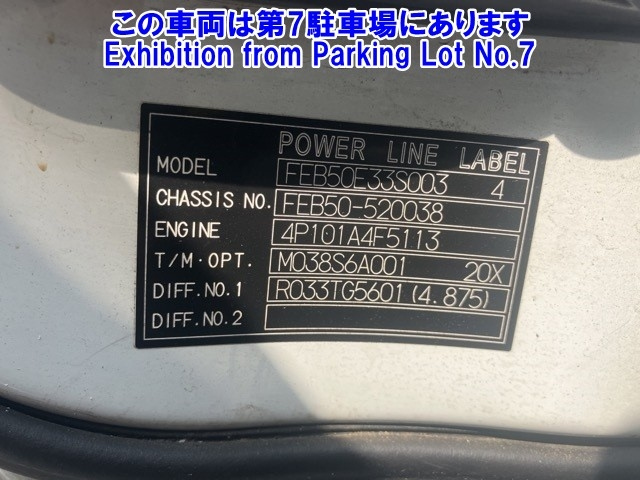 この車両は第7駐車場にあります
Exhibition from Parking Lot No.7
POWER LINE LABEL
MODEL FEB50E33S003 4
CHASSIS NO. FEB50-520038
ENGINE 4P101A4F5113
T/M·OPT. M038S6A001 20X
DIFF.NO.1 R033TG5601(4.875)
DIFF.NO.2